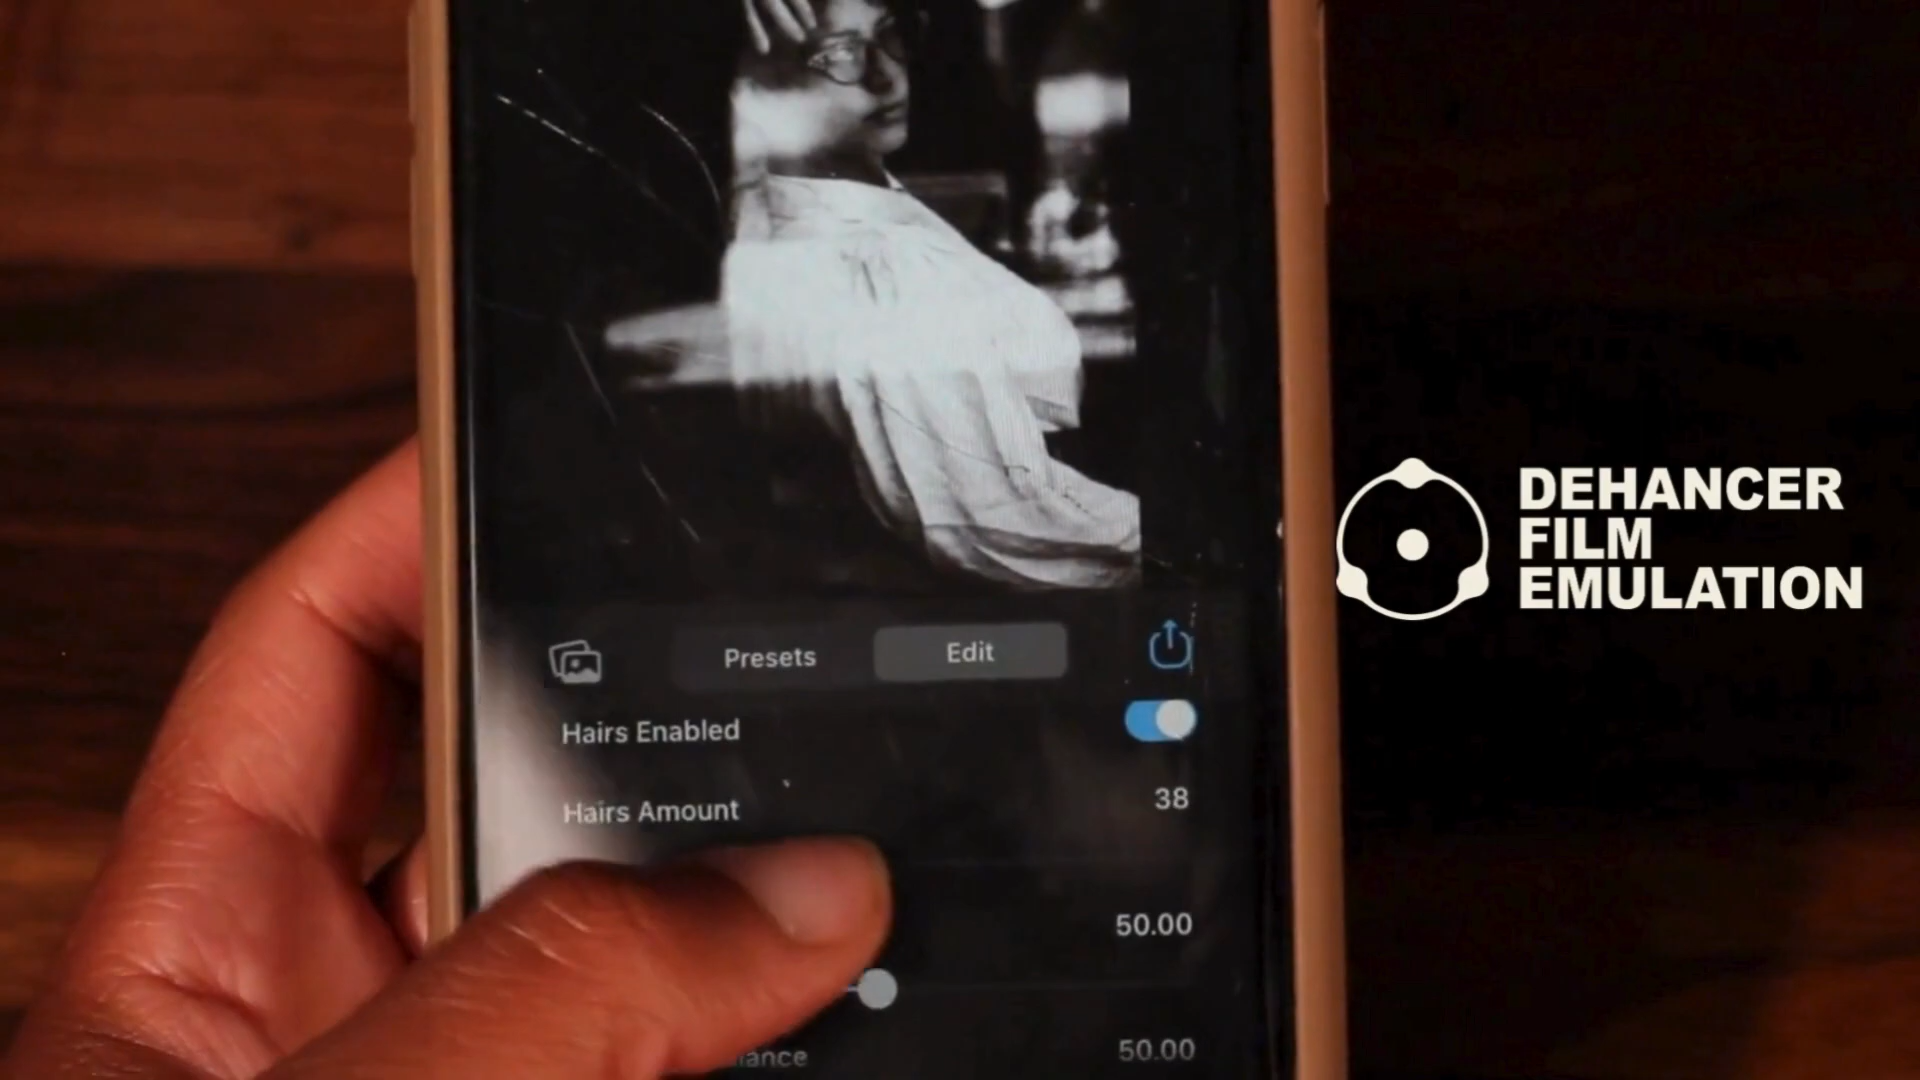 Presets
Edit
Hairs Enabled
Hairs Amount
38
50.00
50.00
DEHANCER
FILM
EMULATION